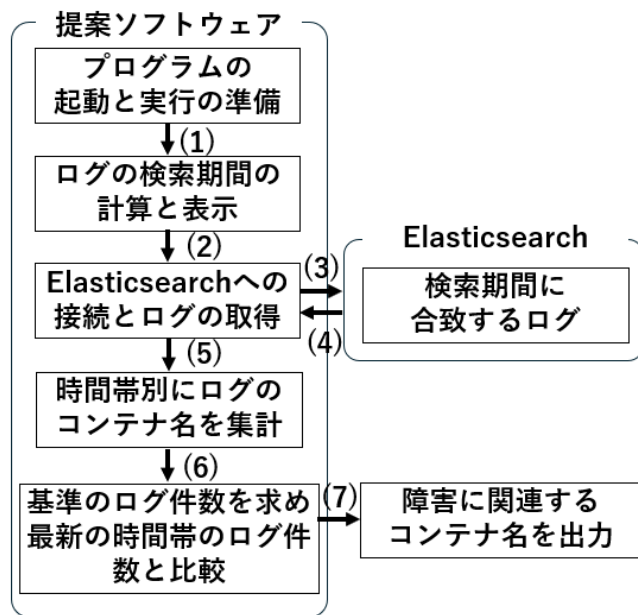 提案ソフトウェア
プログラムの
起動と実行の準備
(1)
ログの検索期間の
計算と表示
(2)
Elasticsearchへの
接続とログの取得
(3)
(4)
Elasticsearch
検索期間に
合致するログ
(5)
時間帯別にログの
コンテナ名を集計
(6)
基準のログ件数を求め
最新の時間帯のログ件
数と比較
(7)
障害に関連する
コンテナ名を出力